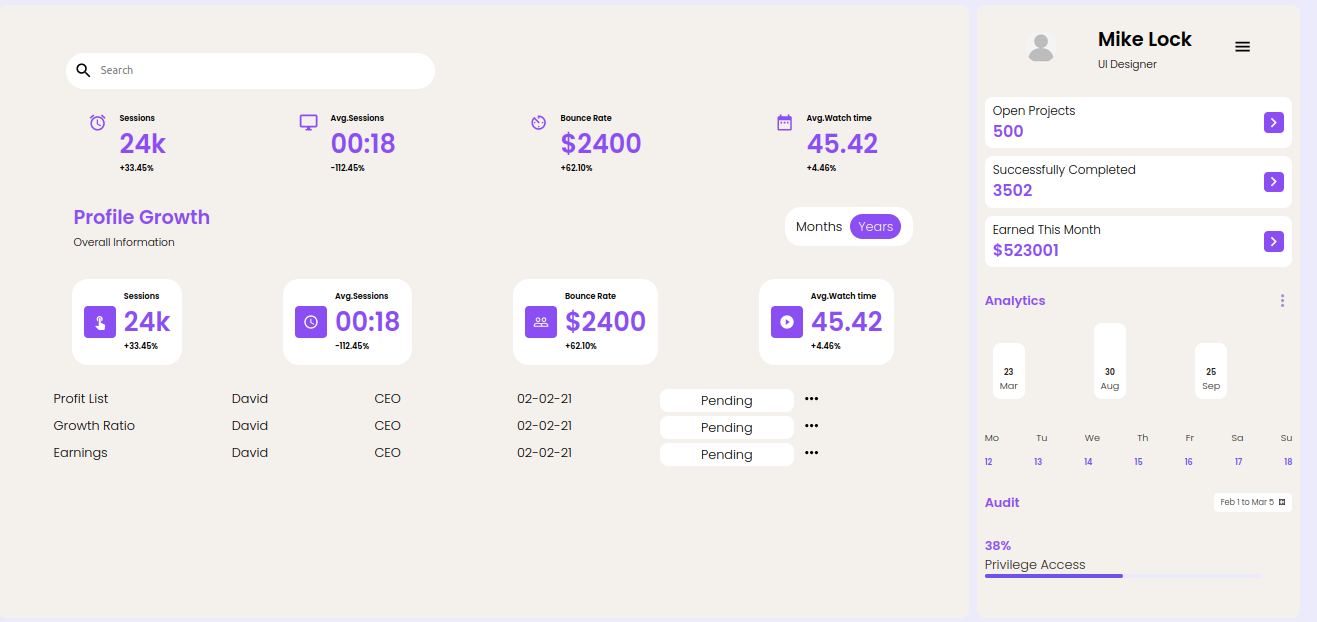 Search
Sessions
24k
+33.45%
Avg.Sessions
00:18
-112.45%
Bounce Rate
$2400
+62.10%
Avg.Watch time
45.42
+4.46%
Profile Growth
Overall Information
Months Years
Sessions
24k
+33.45%
Avg.Sessions
00:18
-112.45%
Bounce Rate
$2400
+62.10%
Avg.Watch time
45.42
+4.46%
Profit List David CEO 02-02-21 Pending •••
Growth Ratio David CEO 02-02-21 Pending •••
Earnings David CEO 02-02-21 Pending •••
Mike Lock
UI Designer
Open Projects
500
Successfully Completed
3502
Earned This Month
$523001
Analytics
23
Mar
30
Aug
25
Sep
Mo Tu We Th Fr Sa Su
12 13 14 15 16 17 18
Audit
Feb 1 to Mar 5
38%
Privilege Access